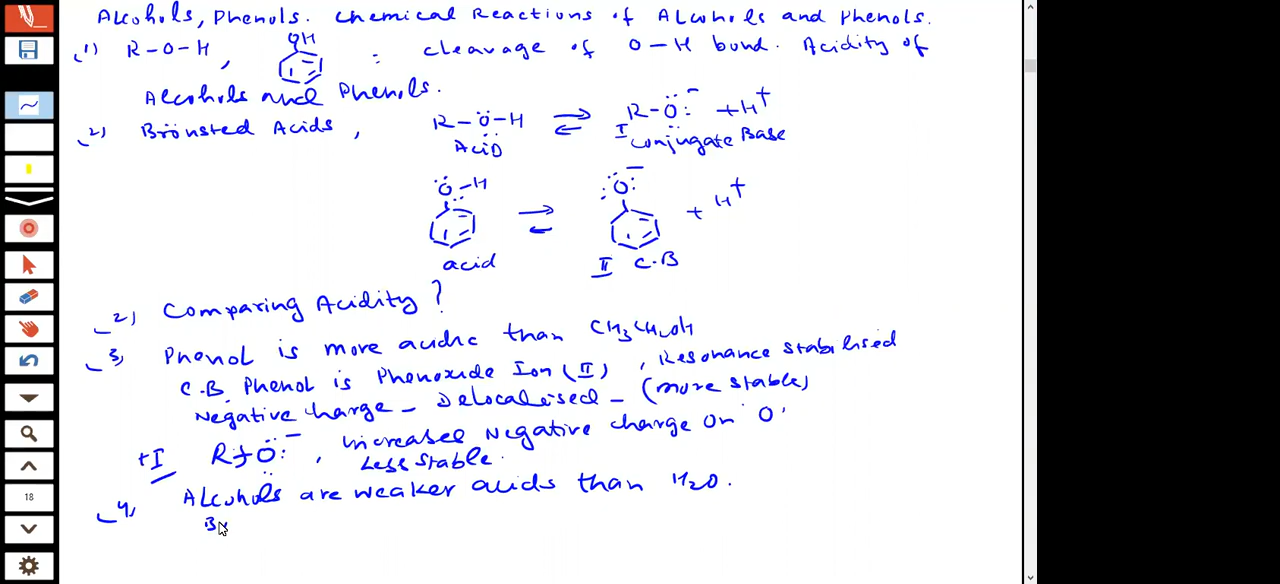 Alcohols, Phenols. Chemical Reactions of Alcohols and Phenols.
1) R-O-H, OH : cleavage of O-H bond. Acidity of
Alcohols and Phenols.
2) Brönsted Acids, R-Ö-H ⇌ R-Ö:⁻ + H⁺
Acid I Conjugate Base
:Ö-H ⇌ :Ö:⁻ + H⁺
acid II C.B
2) Comparing Acidity?
3, Phenol is more acidic than CH3CH2OH
C.B. Phenol is Phenoxide Ion (II), Resonance stabilised
Negative charge - Delocalised - (more stable)
+I R→Ö:⁻, increased Negative charge on 'O'
Less stable.
4, Alcohols are weaker acids than H2O.
18